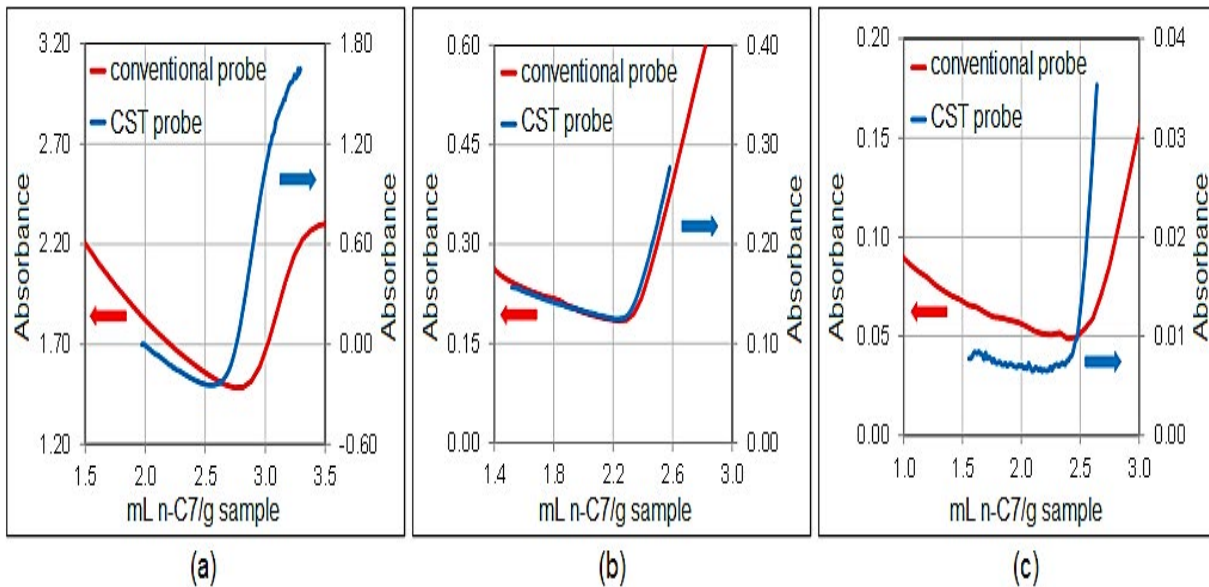 3.20
2.70
2.20
1.70
1.20
1.80
1.20
0.60
0.00
-0.60
conventional probe
CST probe
Absorbance
Absorbance
1.5 2.0 2.5 3.0 3.5
mL n-C7/g sample
(a)
0.60
0.45
0.30
0.15
0.00
0.40
0.30
0.20
0.10
0.00
conventional probe
CST probe
Absorbance
Absorbance
1.4 1.8 2.2 2.6 3.0
mL n-C7/g sample
(b)
0.20
0.15
0.10
0.05
0.00
0.04
0.03
0.02
0.01
0.00
conventional probe
CST probe
Absorbance
Absorbance
1.0 1.5 2.0 2.5 3.0
mL n-C7/g sample
(c)